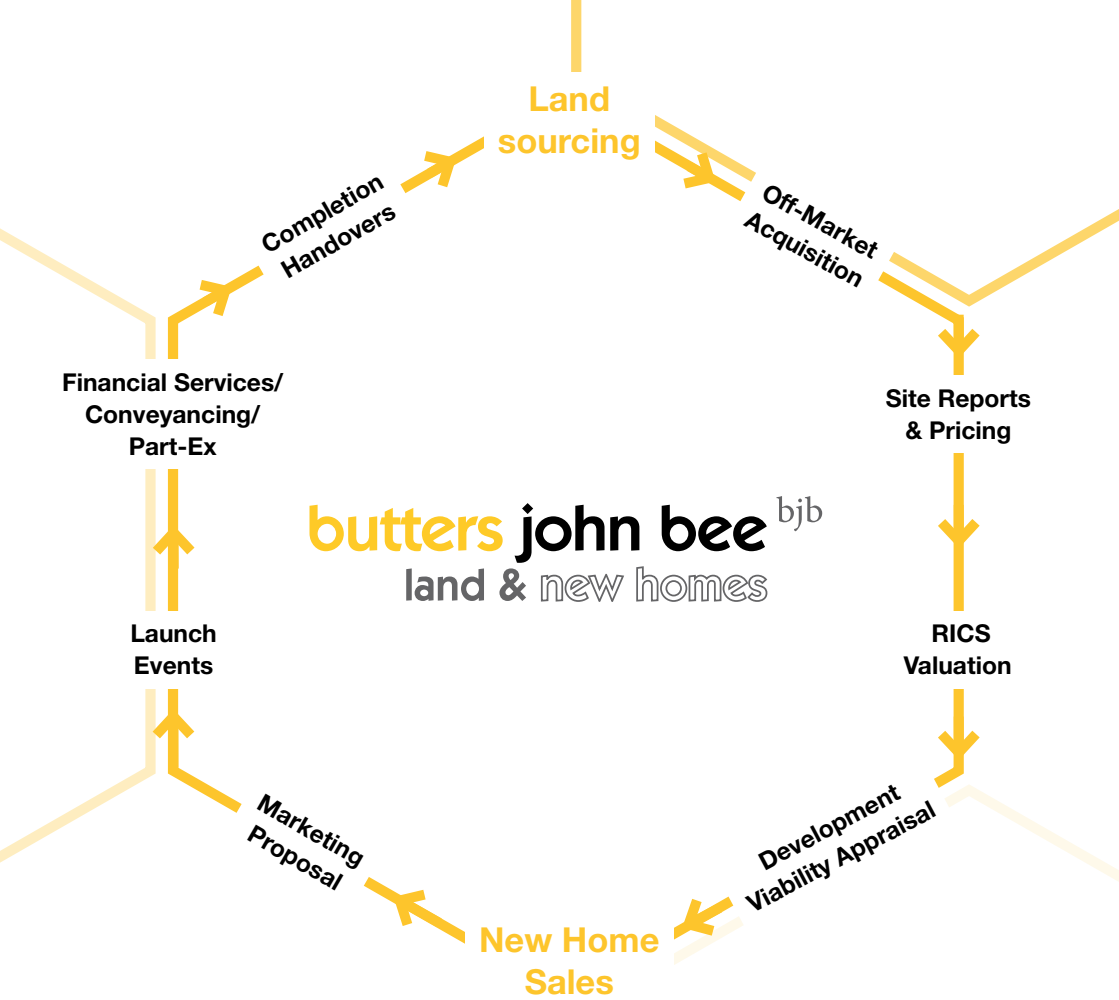 Land
sourcing
Off-Market
Acquisition
Site Reports
& Pricing
RICS
Valuation
Development
Viability Appraisal
New Home
Sales
Marketing
Proposal
Launch
Events
Financial Services/
Conveyancing/
Part-Ex
Completion
Handovers
butters john bee bjb
land & new homes